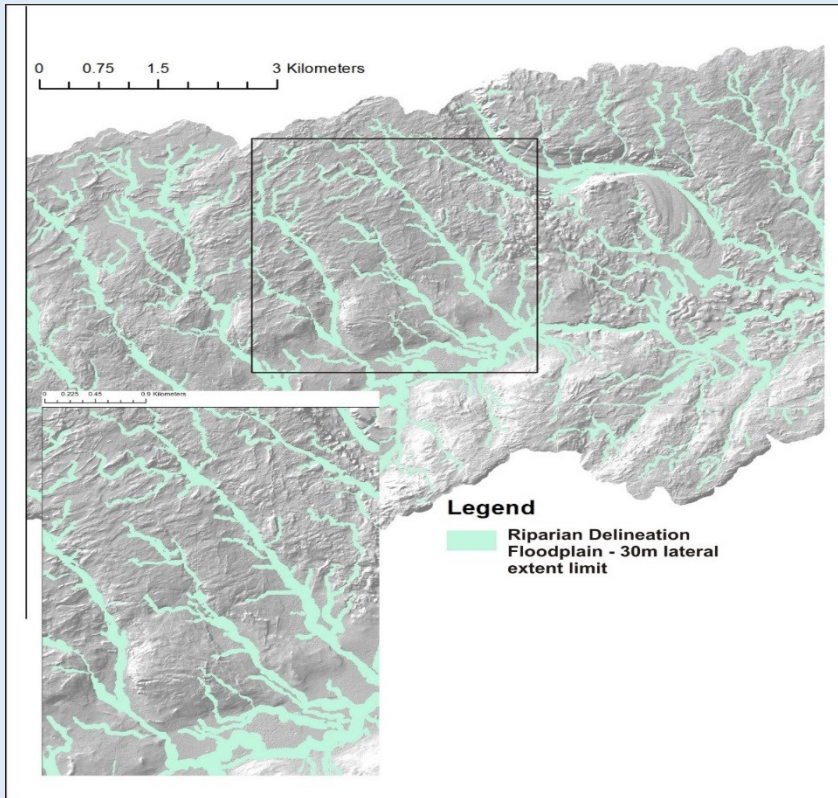 0 0.75 1.5 3 Kilometers
0 0.225 0.45 0.9 Kilometers
Legend
Riparian Delineation
Floodplain - 30m lateral
extent limit